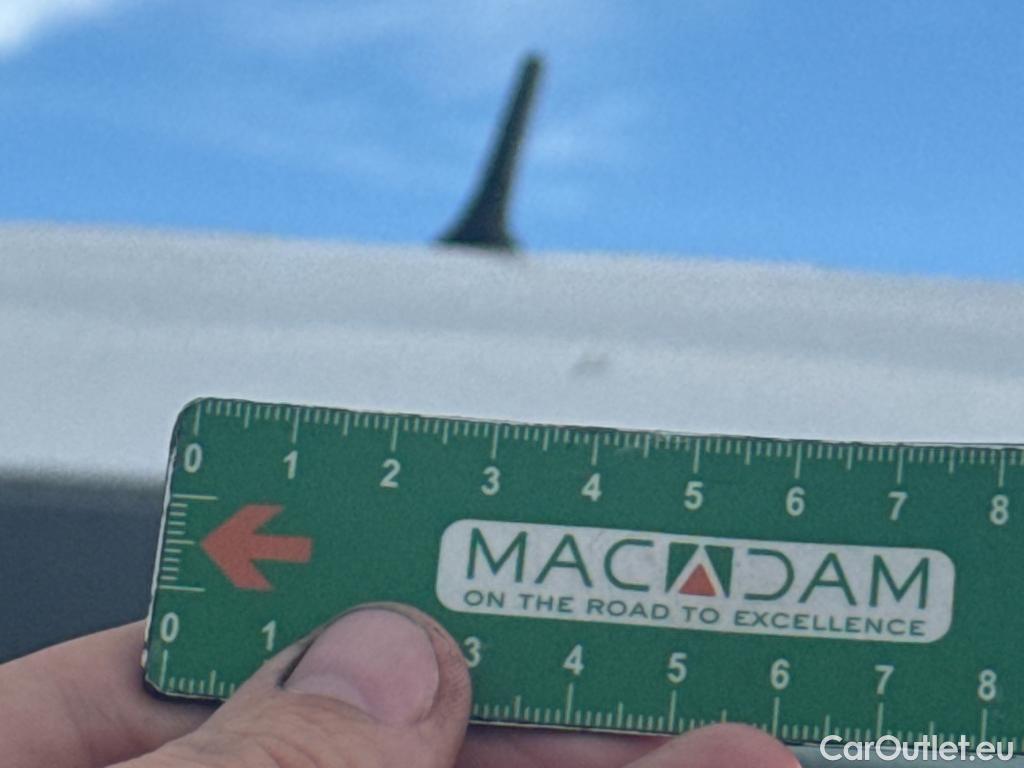 0 1 2 3 4 5 6 7 8
MACADAM
ON THE ROAD TO EXCELLENCE
0 1 3 4 5 6 7 8
CarOutlet.eu